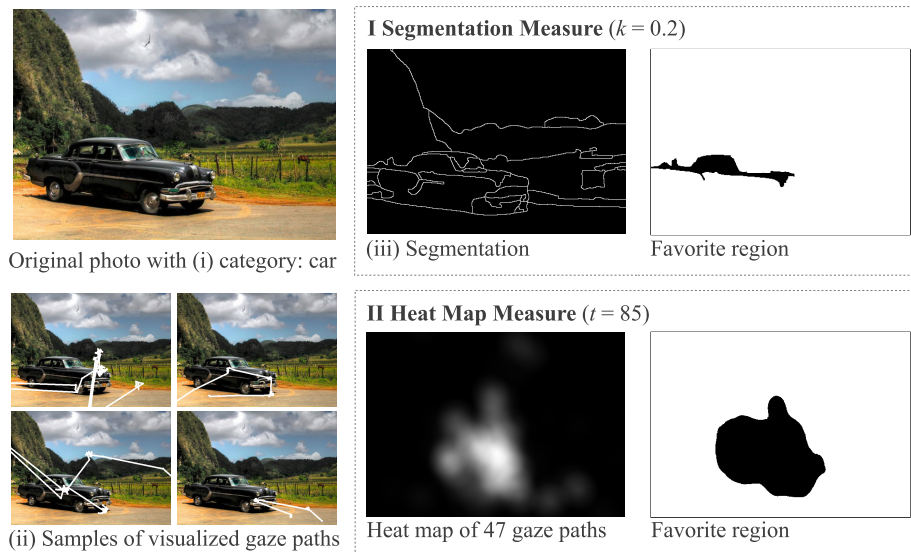 Original photo with (i) category: car
(ii) Samples of visualized gaze paths
I Segmentation Measure (k = 0.2)
(iii) Segmentation
Favorite region
II Heat Map Measure (t = 85)
Heat map of 47 gaze paths
Favorite region